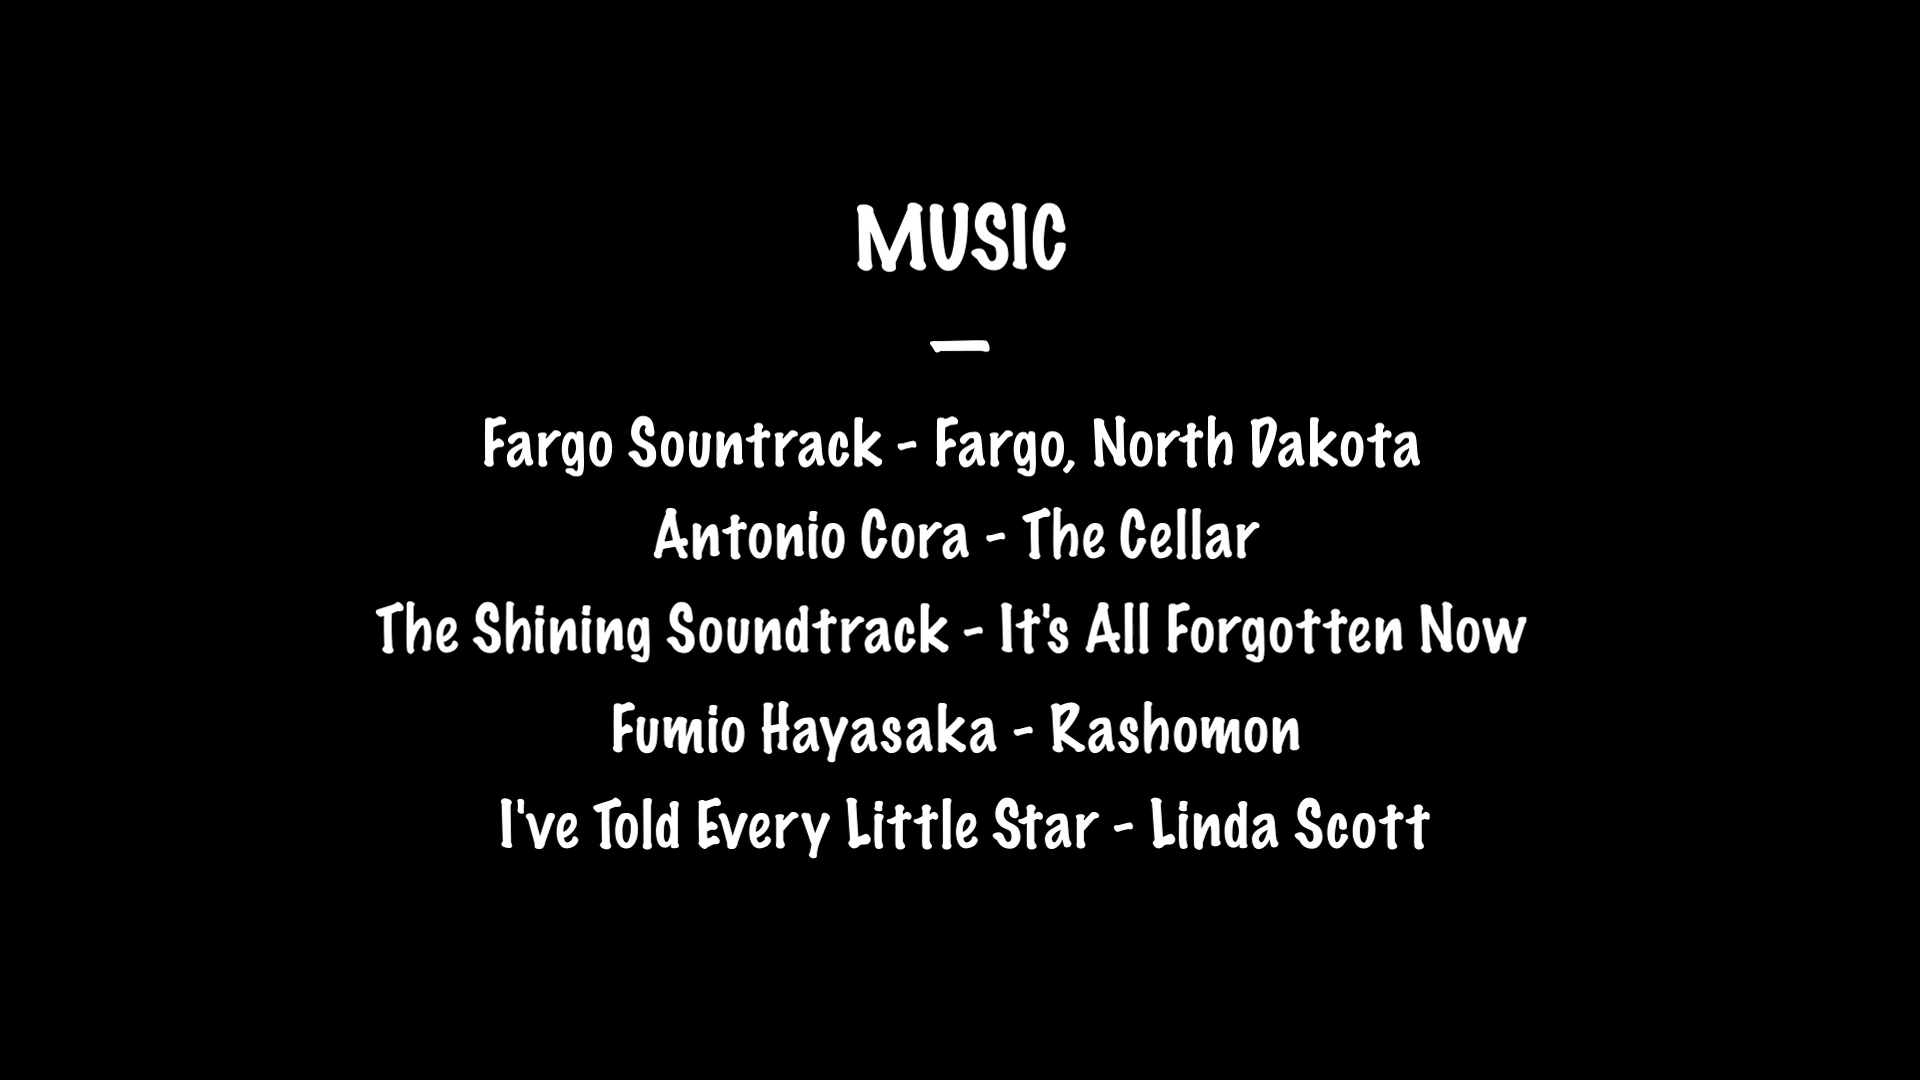 MUSIC
—
Fargo Sountrack - Fargo, North Dakota
Antonio Cora - The Cellar
The Shining Soundtrack - It's All Forgotten Now
Fumio Hayasaka - Rashomon
I've Told Every Little Star - Linda Scott